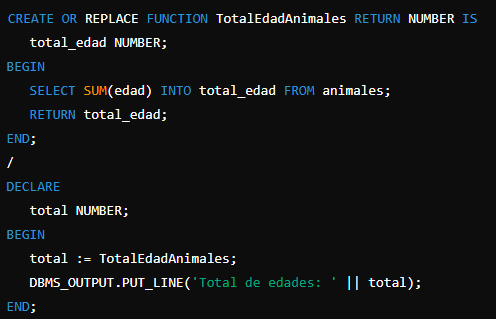 CREATE OR REPLACE FUNCTION TotalEdadAnimales RETURN NUMBER IS
total_edad NUMBER;
BEGIN
SELECT SUM(edad) INTO total_edad FROM animales;
RETURN total_edad;
END;
/
DECLARE
total NUMBER;
BEGIN
total := TotalEdadAnimales;
DBMS_OUTPUT.PUT_LINE('Total de edades: ' || total);
END;